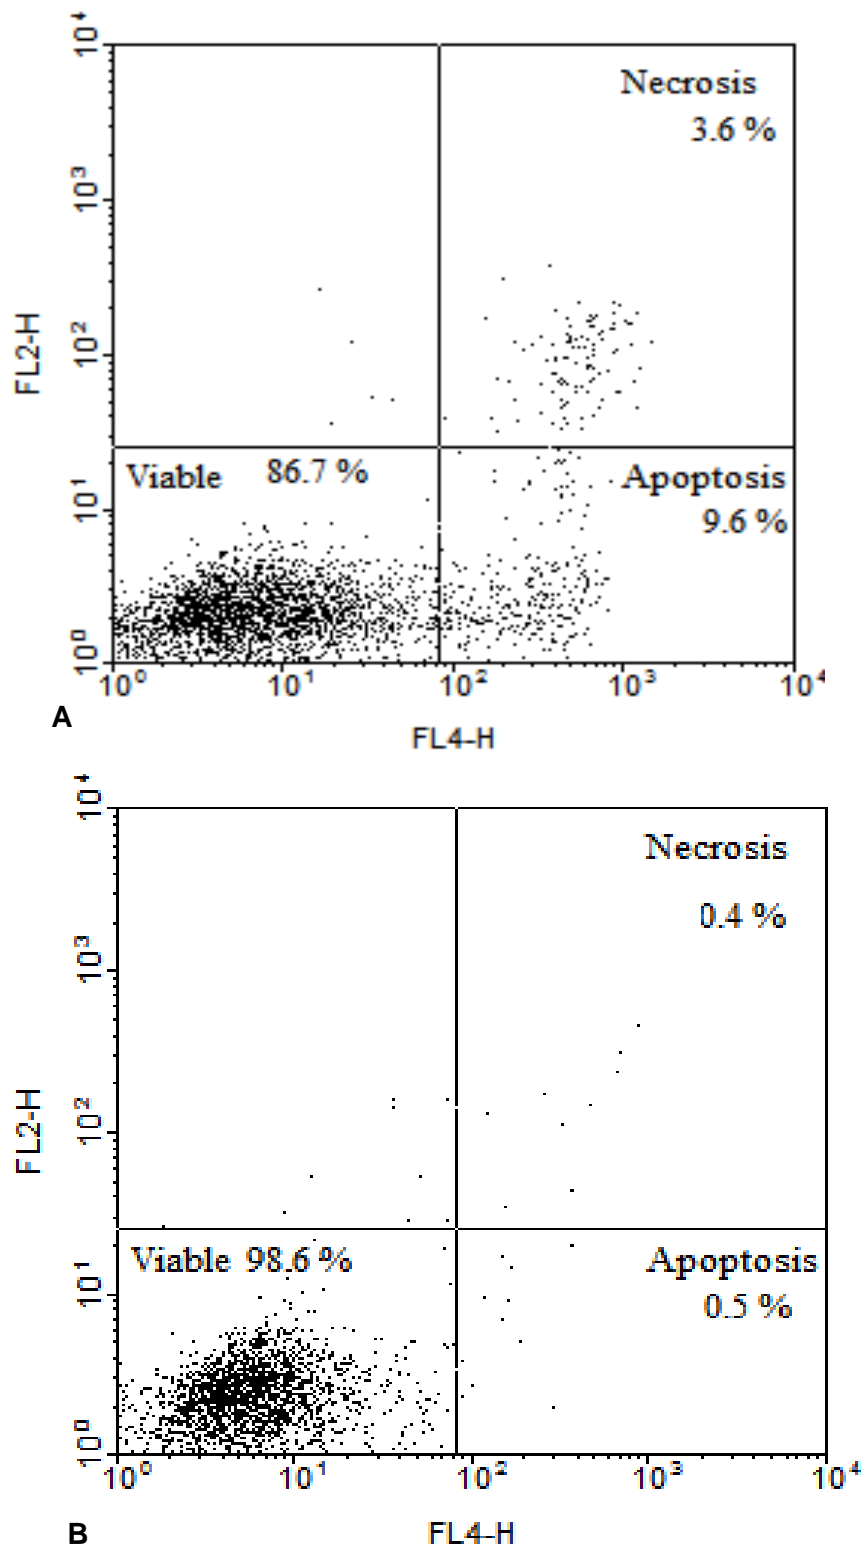 10⁴
Necrosis
3.6 %
10³
FL2-H
10²
Viable 86.7 %
Apoptosis
10¹
9.6 %
10⁰
10⁰ 10¹ 10² 10³ 10⁴
A
FL4-H
10⁴
Necrosis
0.4 %
10³
FL2-H
10²
Viable 98.6 %
Apoptosis
10¹
0.5 %
10⁰
10⁰ 10¹ 10² 10³ 10⁴
B FL4-H